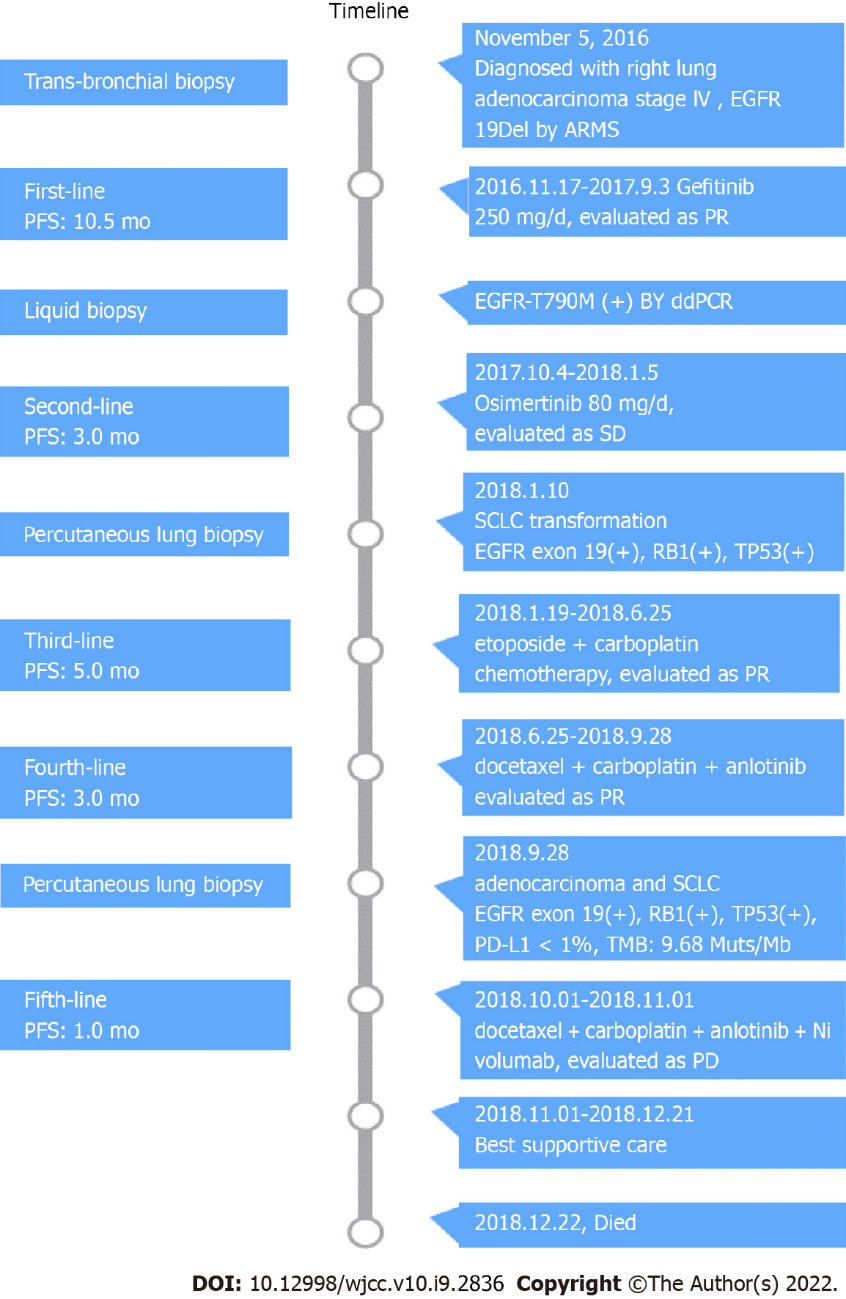 Timeline
Trans-bronchial biopsy
November 5, 2016
Diagnosed with right lung
adenocarcinoma stage lV , EGFR
19Del by ARMS
First-line
PFS: 10.5 mo
2016.11.17-2017.9.3 Gefitinib
250 mg/d, evaluated as PR
Liquid biopsy
EGFR-T790M (+) BY ddPCR
Second-line
PFS: 3.0 mo
2017.10.4-2018.1.5
Osimertinib 80 mg/d,
evaluated as SD
Percutaneous lung biopsy
2018.1.10
SCLC transformation
EGFR exon 19(+), RB1(+), TP53(+)
Third-line
PFS: 5.0 mo
2018.1.19-2018.6.25
etoposide + carboplatin
chemotherapy, evaluated as PR
Fourth-line
PFS: 3.0 mo
2018.6.25-2018.9.28
docetaxel + carboplatin + anlotinib
evaluated as PR
Percutaneous lung biopsy
2018.9.28
adenocarcinoma and SCLC
EGFR exon 19(+), RB1(+), TP53(+),
PD-L1 < 1%, TMB: 9.68 Muts/Mb
Fifth-line
PFS: 1.0 mo
2018.10.01-2018.11.01
docetaxel + carboplatin + anlotinib + Ni
volumab, evaluated as PD
2018.11.01-2018.12.21
Best supportive care
2018.12.22, Died
DOI: 10.12998/wjcc.v10.i9.2836 Copyright ©The Author(s) 2022.